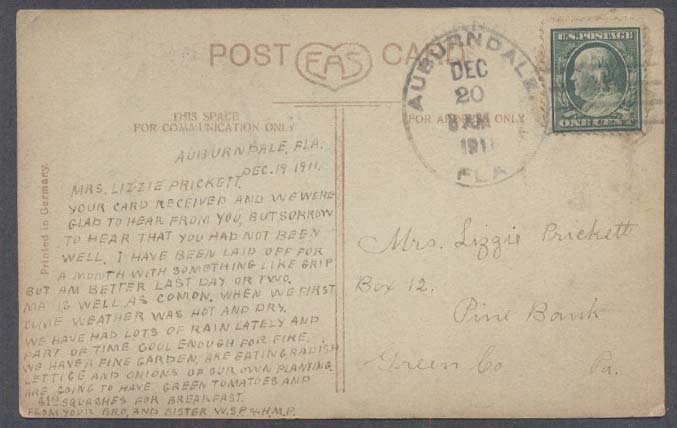 POST CARD
EAS
THIS SPACE
FOR COMMUNICATION ONLY
FOR ADDRESS ONLY
AUBURNDALE
DEC
20
8 AM
1911
FLA
U.S. POSTAGE
ONE CENT
Printed in Germany.
AUBURNDALE, FLA.
DEC. 19 1911.
MRS. LIZZIE PRICKETT.
YOUR CARD RECEIVED AND WE WERE
GLAD TO HEAR FROM YOU, BUT SORROW
TO HEAR THAT YOU HAD NOT BEEN
WELL. I HAVE BEEN LAID OFF FOR
A MONTH WITH SOMETHING LIKE GRIP
BUT AM BETTER LAST DAY OR TWO.
MA IS WELL AS COMON. WHEN WE FIRST
COME WEATHER WAS HOT AND DRY.
WE HAVE HAD LOTS OF RAIN LATELY AND
PART OF TIME COOL ENOUGH FOR FIRE.
WE HAVE A FINE GARDEN, ARE EATING RADISH
LETTICE AND ONIONS OF OUR OWN PLANTING.
ARE GOING TO HAVE GREEN TOMATOES AND
SQUACHES FOR BREAKFAST.
FROM YOUR BRO, AND SISTER W.S.P. & H.M.P.
412
Mrs. Lizzie Prickett
Box 12.
Pine Bank
Green Co Pa.